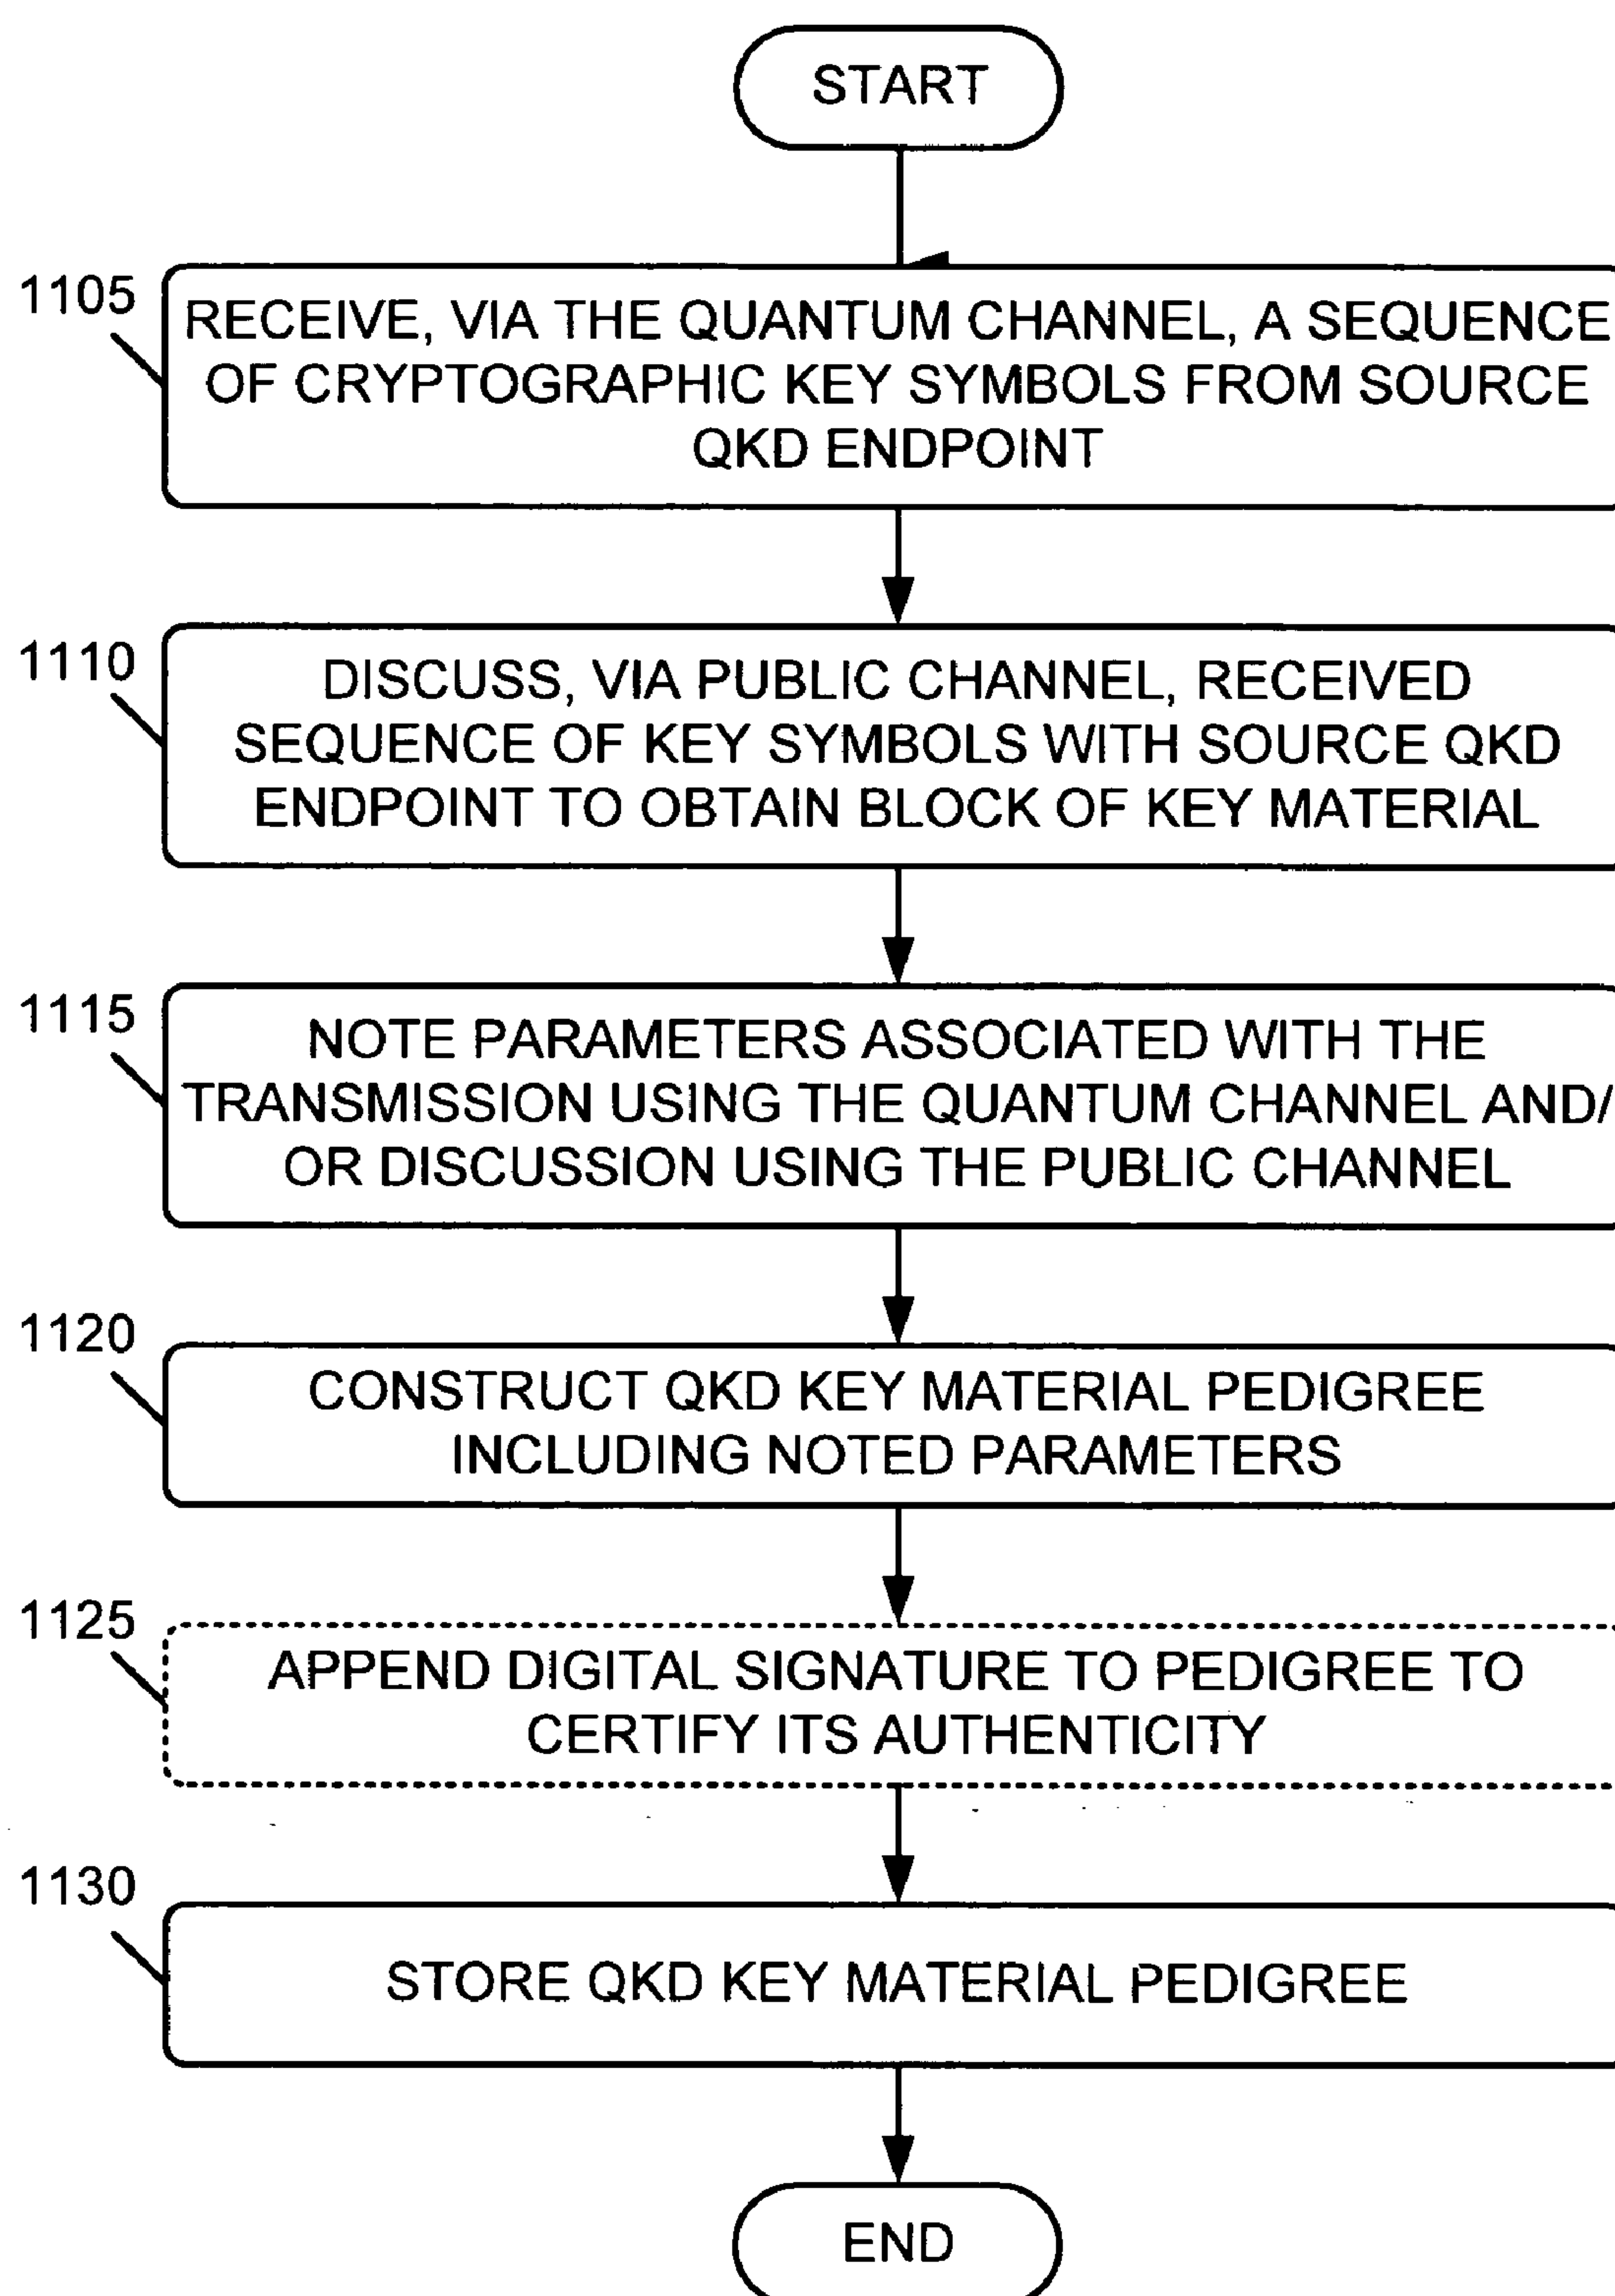 START
1105
RECEIVE, VIA THE QUANTUM CHANNEL, A SEQUENCE
OF CRYPTOGRAPHIC KEY SYMBOLS FROM SOURCE
QKD ENDPOINT
1110
DISCUSS, VIA PUBLIC CHANNEL, RECEIVED
SEQUENCE OF KEY SYMBOLS WITH SOURCE QKD
ENDPOINT TO OBTAIN BLOCK OF KEY MATERIAL
1115
NOTE PARAMETERS ASSOCIATED WITH THE
TRANSMISSION USING THE QUANTUM CHANNEL AND/
OR DISCUSSION USING THE PUBLIC CHANNEL
1120
CONSTRUCT QKD KEY MATERIAL PEDIGREE
INCLUDING NOTED PARAMETERS
1125
APPEND DIGITAL SIGNATURE TO PEDIGREE TO
CERTIFY ITS AUTHENTICITY
1130
STORE QKD KEY MATERIAL PEDIGREE
END